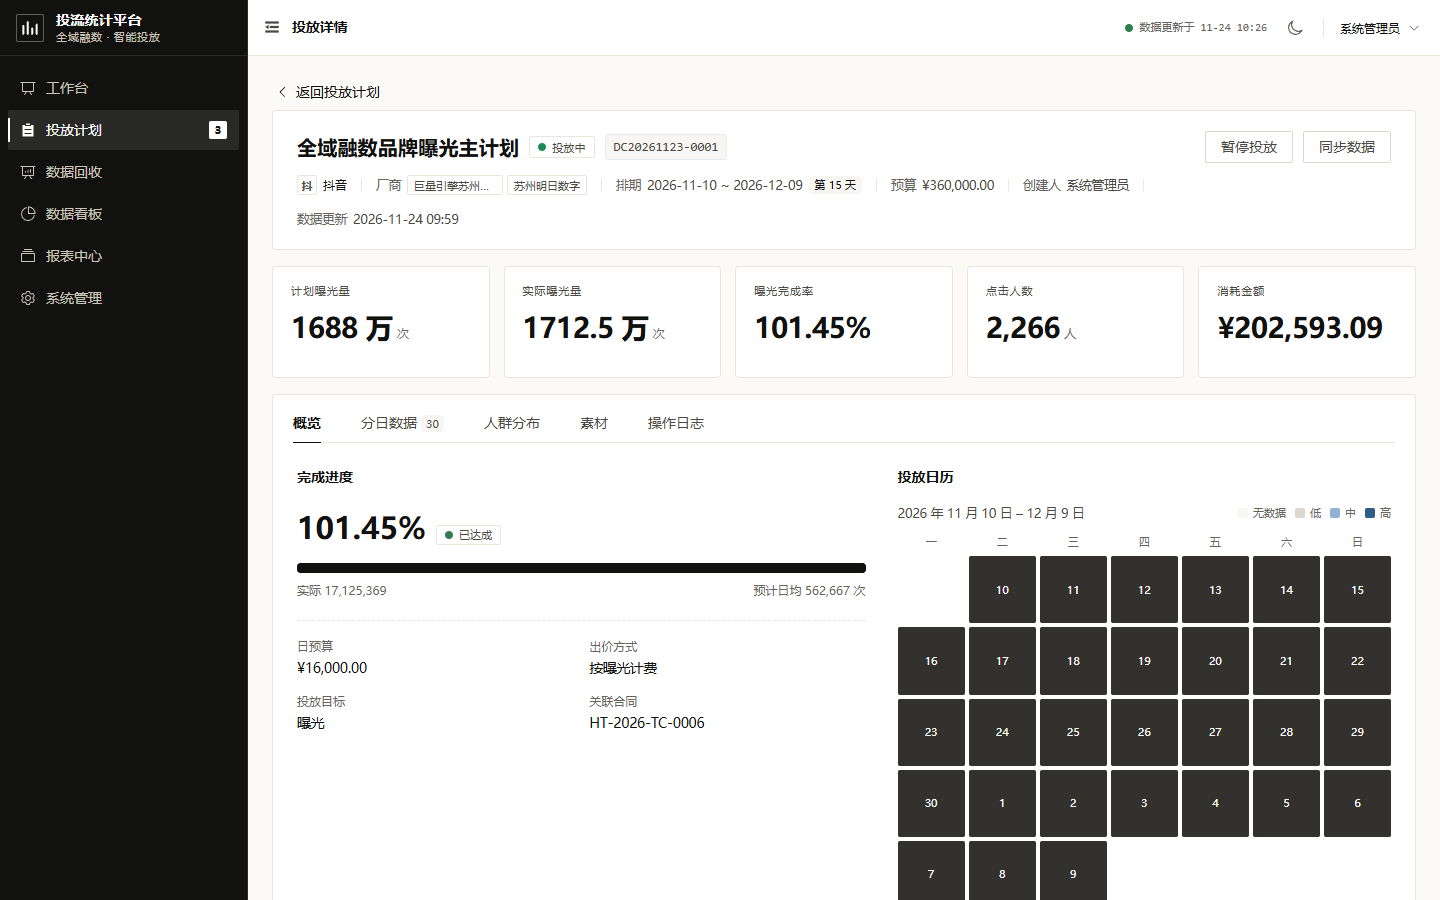 投流统计平台
全域融数 · 智能投放
工作台
投放计划 3
数据回收
数据看板
报表中心
系统管理
投放详情
数据更新于 11-24 10:26
系统管理员
返回投放计划
全域融数品牌曝光主计划 投放中 DC20261123-0001
暂停投放 同步数据
抖 抖音 厂商 巨量引擎苏州... 苏州明日数字 排期 2026-11-10 ~ 2026-12-09 第 15 天 预算 ¥360,000.00 创建人 系统管理员
数据更新 2026-11-24 09:59
计划曝光量
1688 万 次
实际曝光量
1712.5 万 次
曝光完成率
101.45%
点击人数
2,266 人
消耗金额
¥202,593.09
概览 分日数据 30 人群分布 素材 操作日志
完成进度
101.45% 已达成
实际 17,125,369 预计日均 562,667 次
日预算
¥16,000.00
出价方式
按曝光计费
投放目标
曝光
关联合同
HT-2026-TC-0006
投放日历
2026 年 11 月 10 日 – 12 月 9 日 无数据 低 中 高
一 二 三 四 五 六 日
10 11 12 13 14 15
16 17 18 19 20 21 22
23 24 25 26 27 28 29
30 1 2 3 4 5 6
7 8 9